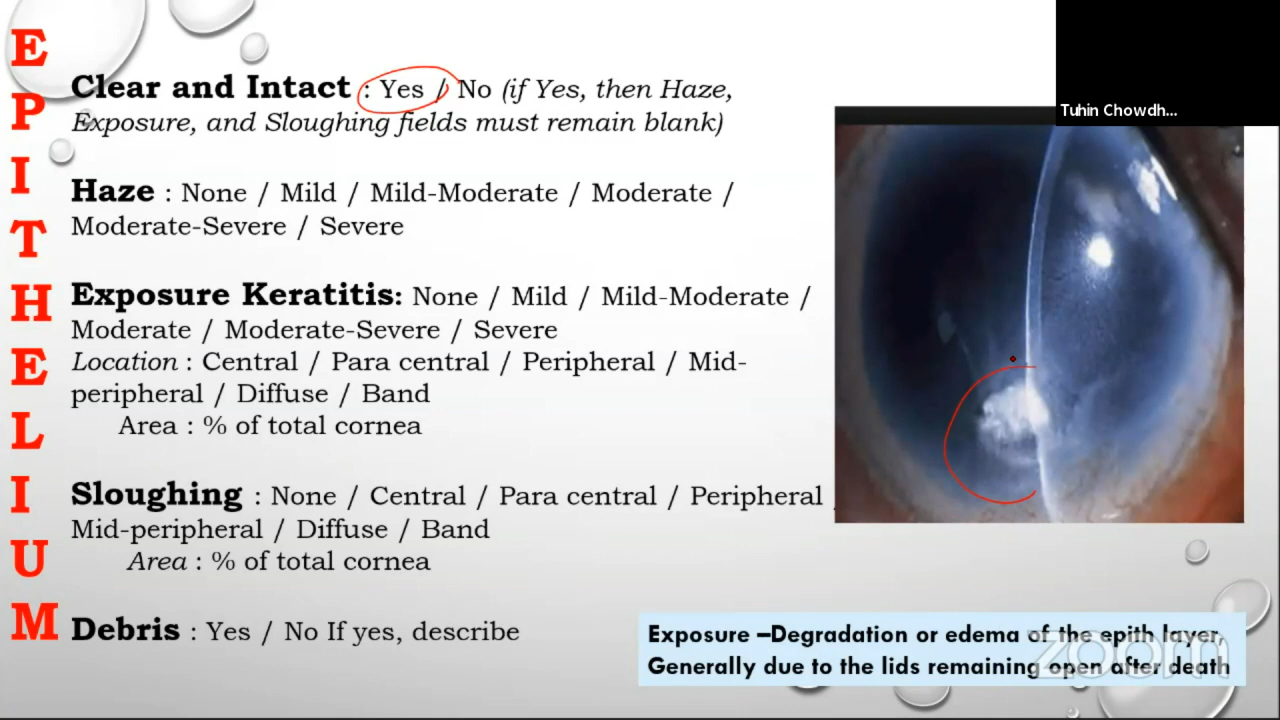 EPITHELIUM
Clear and Intact : Yes / No (if Yes, then Haze,
Exposure, and Sloughing fields must remain blank)
Haze : None / Mild / Mild-Moderate / Moderate /
Moderate-Severe / Severe
Exposure Keratitis: None / Mild / Mild-Moderate /
Moderate / Moderate-Severe / Severe
Location : Central / Para central / Peripheral / Mid-
peripheral / Diffuse / Band
Area : % of total cornea
Sloughing : None / Central / Para central / Peripheral /
Mid-peripheral / Diffuse / Band
Area : % of total cornea
Debris : Yes / No If yes, describe
Tuhin Chowdh...
Exposure –Degradation or edema of the epith layer,
Generally due to the lids remaining open after death
zoom